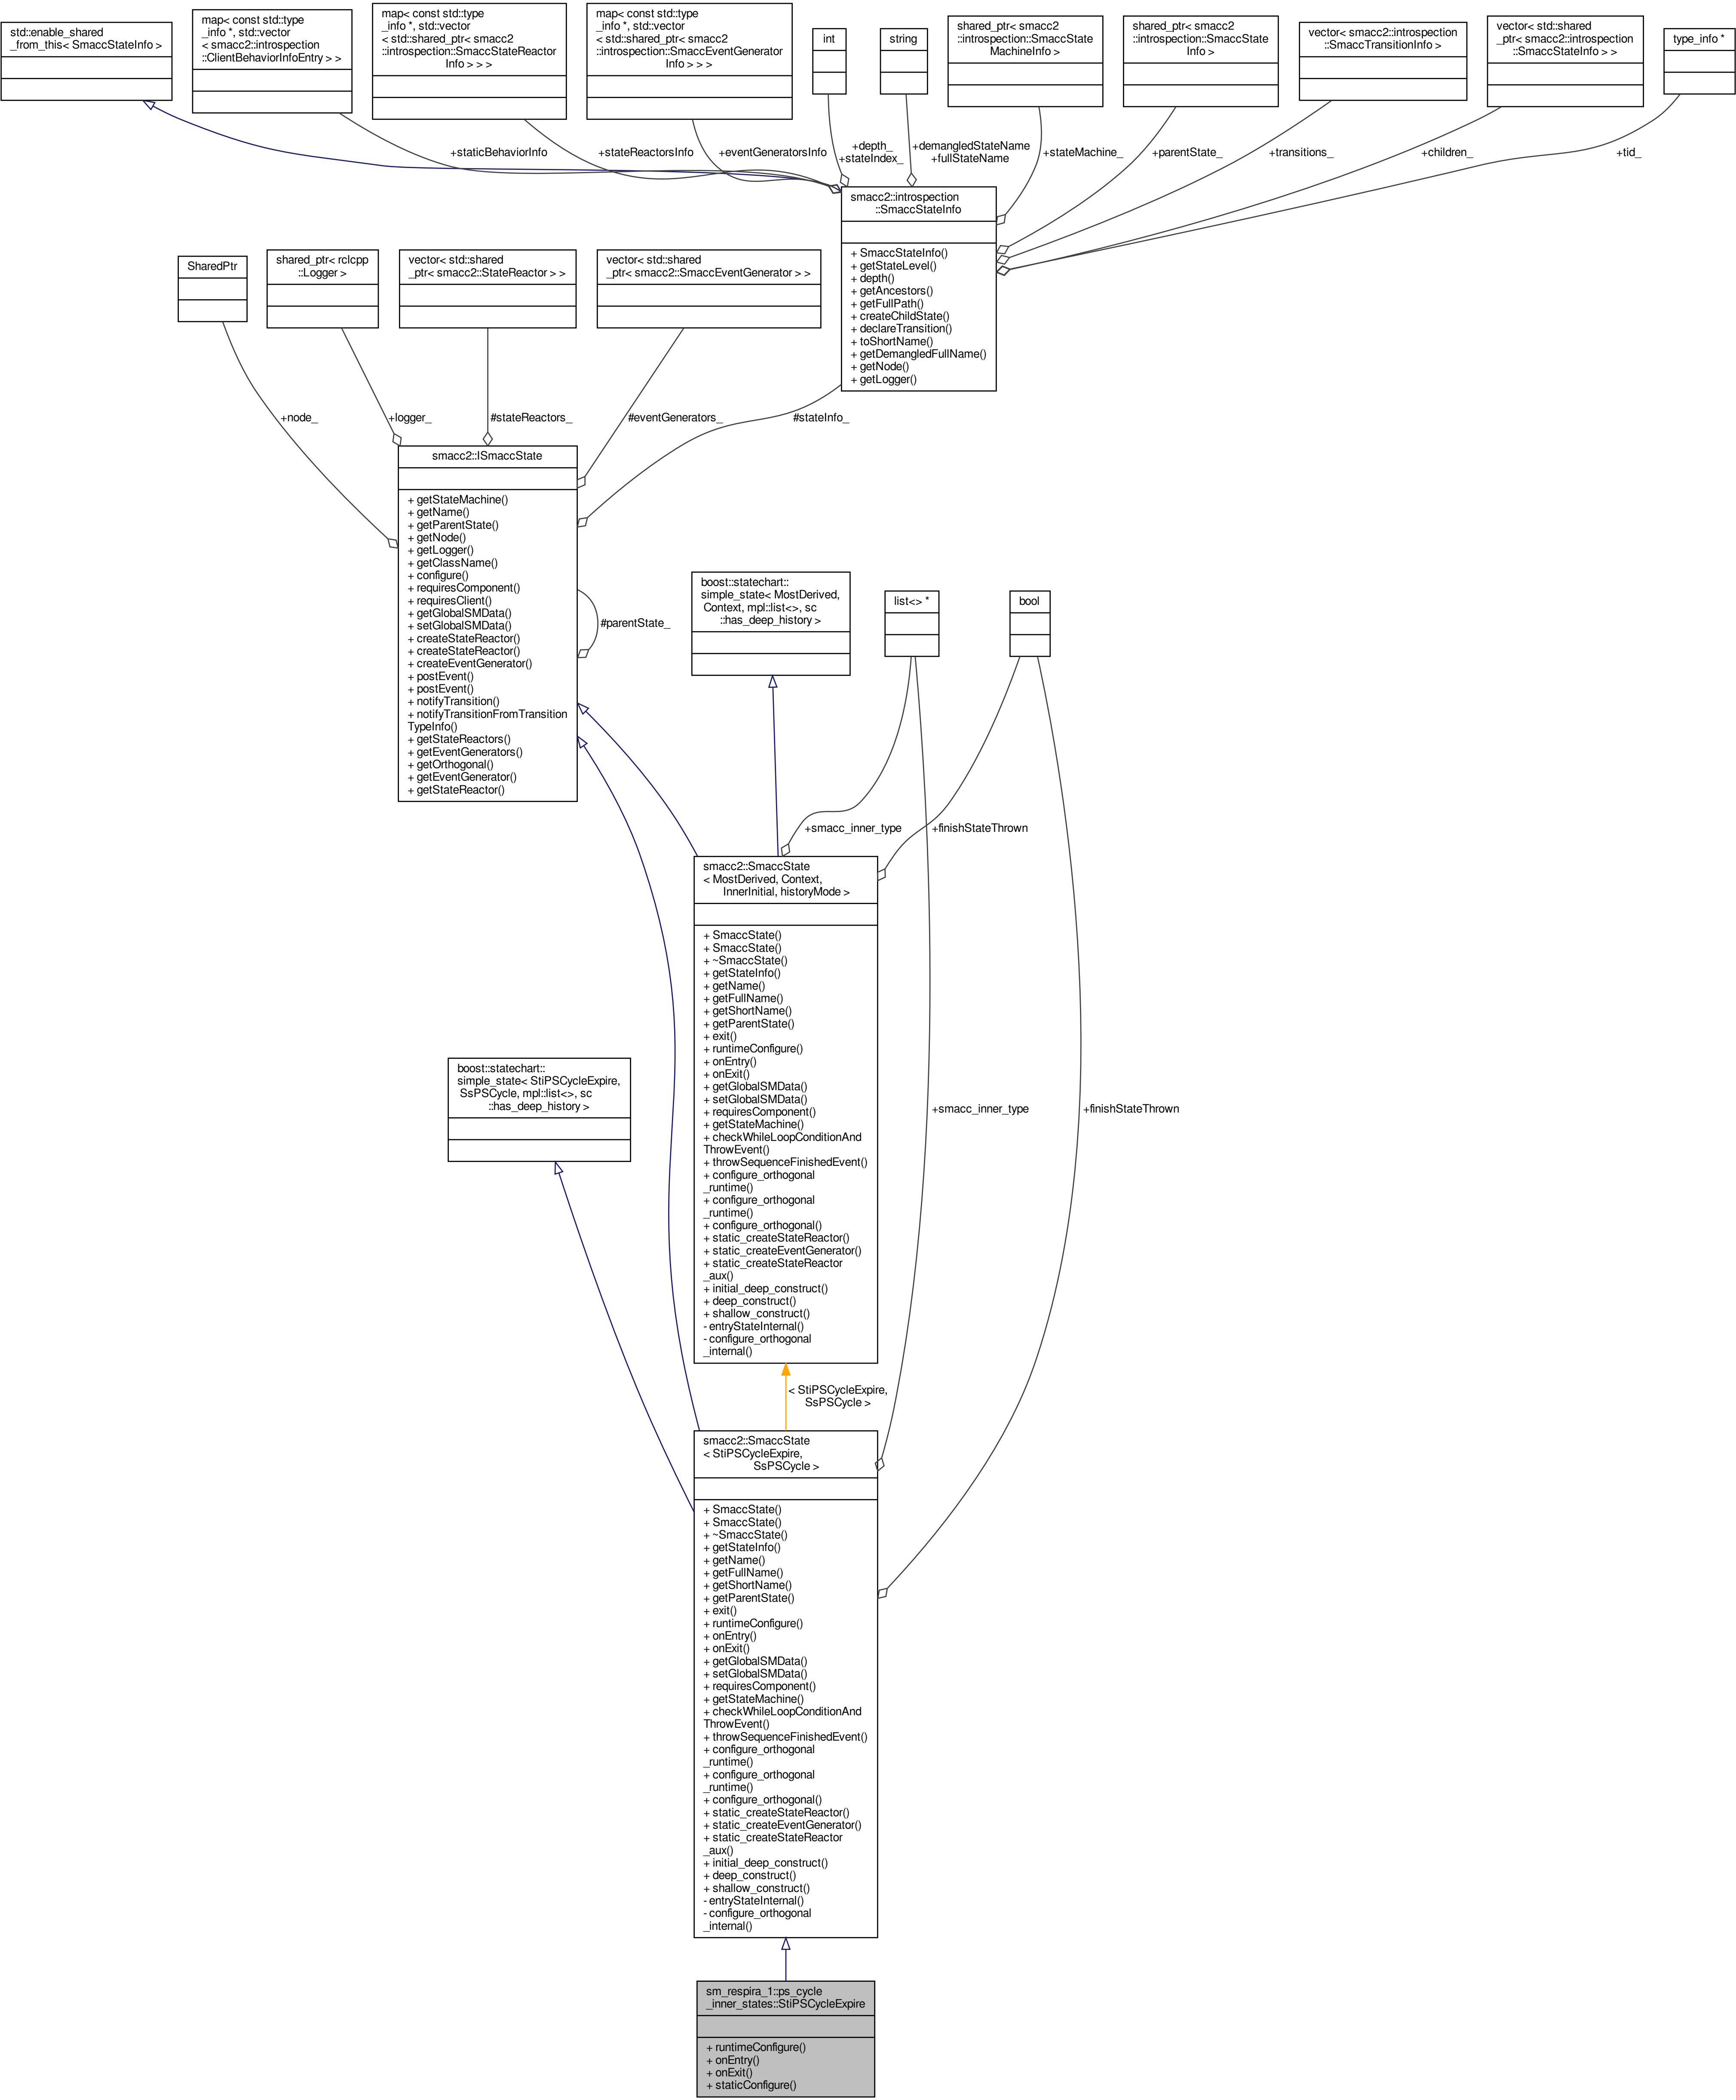 std::enable_shared
_from_this< SmaccStateInfo >
map< const std::type
_info *, std::vector
< smacc2::introspection
::ClientBehaviorInfoEntry > >
map< const std::type
_info *, std::vector
< std::shared_ptr< smacc2
::introspection::SmaccStateReactor
Info > > >
map< const std::type
_info *, std::vector
< std::shared_ptr< smacc2
::introspection::SmaccEventGenerator
Info > > >
int
string
shared_ptr< smacc2
::introspection::SmaccState
MachineInfo >
shared_ptr< smacc2
::introspection::SmaccState
Info >
vector< smacc2::introspection
::SmaccTransitionInfo >
vector< std::shared
_ptr< smacc2::introspection
::SmaccStateInfo > >
type_info *
+staticBehaviorInfo
+stateReactorsInfo
+eventGeneratorsInfo
+depth_
+stateIndex_
+demangledStateName
+fullStateName
+stateMachine_
+parentState_
+transitions_
+children_
+tid_
smacc2::introspection
::SmaccStateInfo
+ SmaccStateInfo()
+ getStateLevel()
+ depth()
+ getAncestors()
+ getFullPath()
+ createChildState()
+ declareTransition()
+ toShortName()
+ getDemangledFullName()
+ getNode()
+ getLogger()
SharedPtr
shared_ptr< rclcpp
::Logger >
vector< std::shared
_ptr< smacc2::StateReactor > >
vector< std::shared
_ptr< smacc2::SmaccEventGenerator > >
+node_
+logger_
#stateReactors_
#eventGenerators_
#stateInfo_
smacc2::ISmaccState
+ getStateMachine()
+ getName()
+ getParentState()
+ getNode()
+ getLogger()
+ getClassName()
+ configure()
+ requiresComponent()
+ requiresClient()
+ getGlobalSMData()
+ setGlobalSMData()
+ createStateReactor()
+ createStateReactor()
+ createEventGenerator()
+ postEvent()
+ postEvent()
+ notifyTransition()
+ notifyTransitionFromTransition
TypeInfo()
+ getStateReactors()
+ getEventGenerators()
+ getOrthogonal()
+ getEventGenerator()
+ getStateReactor()
#parentState_
boost::statechart::
simple_state< MostDerived,
Context, mpl::list<>, sc
::has_deep_history >
list<> *
bool
+smacc_inner_type
+finishStateThrown
smacc2::SmaccState
< MostDerived, Context,
InnerInitial, historyMode >
+ SmaccState()
+ SmaccState()
+ ~SmaccState()
+ getStateInfo()
+ getName()
+ getFullName()
+ getShortName()
+ getParentState()
+ exit()
+ runtimeConfigure()
+ onEntry()
+ onExit()
+ getGlobalSMData()
+ setGlobalSMData()
+ requiresComponent()
+ getStateMachine()
+ checkWhileLoopConditionAnd
ThrowEvent()
+ throwSequenceFinishedEvent()
+ configure_orthogonal
_runtime()
+ configure_orthogonal
_runtime()
+ configure_orthogonal()
+ static_createStateReactor()
+ static_createEventGenerator()
+ static_createStateReactor
_aux()
+ initial_deep_construct()
+ deep_construct()
+ shallow_construct()
- entryStateInternal()
- configure_orthogonal
_internal()
boost::statechart::
simple_state< StiPSCycleExpire,
SsPSCycle, mpl::list<>, sc
::has_deep_history >
+smacc_inner_type
+finishStateThrown
< StiPSCycleExpire,
SsPSCycle >
smacc2::SmaccState
< StiPSCycleExpire,
SsPSCycle >
+ SmaccState()
+ SmaccState()
+ ~SmaccState()
+ getStateInfo()
+ getName()
+ getFullName()
+ getShortName()
+ getParentState()
+ exit()
+ runtimeConfigure()
+ onEntry()
+ onExit()
+ getGlobalSMData()
+ setGlobalSMData()
+ requiresComponent()
+ getStateMachine()
+ checkWhileLoopConditionAnd
ThrowEvent()
+ throwSequenceFinishedEvent()
+ configure_orthogonal
_runtime()
+ configure_orthogonal
_runtime()
+ configure_orthogonal()
+ static_createStateReactor()
+ static_createEventGenerator()
+ static_createStateReactor
_aux()
+ initial_deep_construct()
+ deep_construct()
+ shallow_construct()
- entryStateInternal()
- configure_orthogonal
_internal()
sm_respira_1::ps_cycle
_inner_states::StiPSCycleExpire
+ runtimeConfigure()
+ onEntry()
+ onExit()
+ staticConfigure()